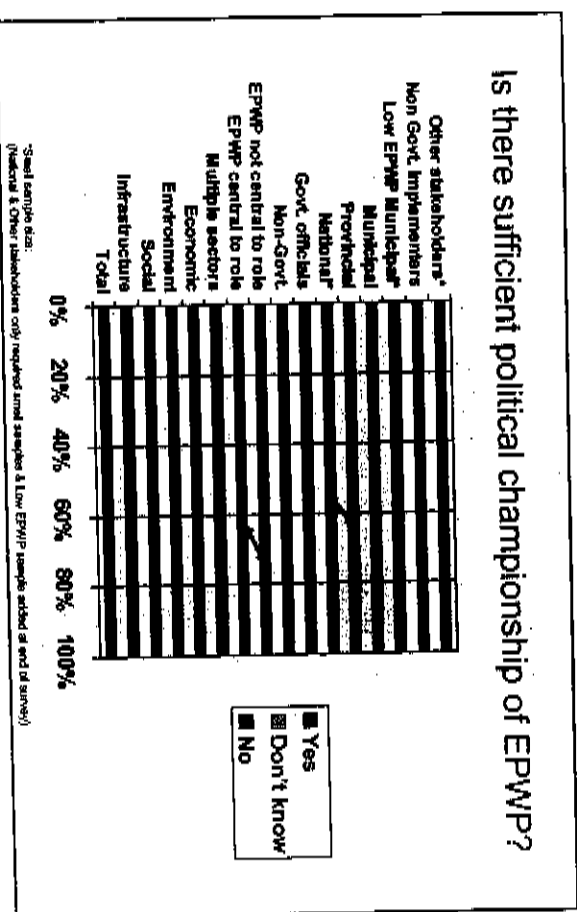 Is there sufficient political championship of EPWP?
Other stakeholders*
Non Govt. Implementers
Low EPWP Municipal*
Municipal
Provincial
National*
Govt. officials
Non-Govt.
EPWP not central to role
EPWP central to role
Multiple sectors
Economic
Environment
Social
Infrastructure
Total
0% 20% 40% 60% 80% 100%
Yes
Don't know
No
*Small sample size:
(National & Other stakeholders only required small samples & Low EPWP sample added at end of survey)